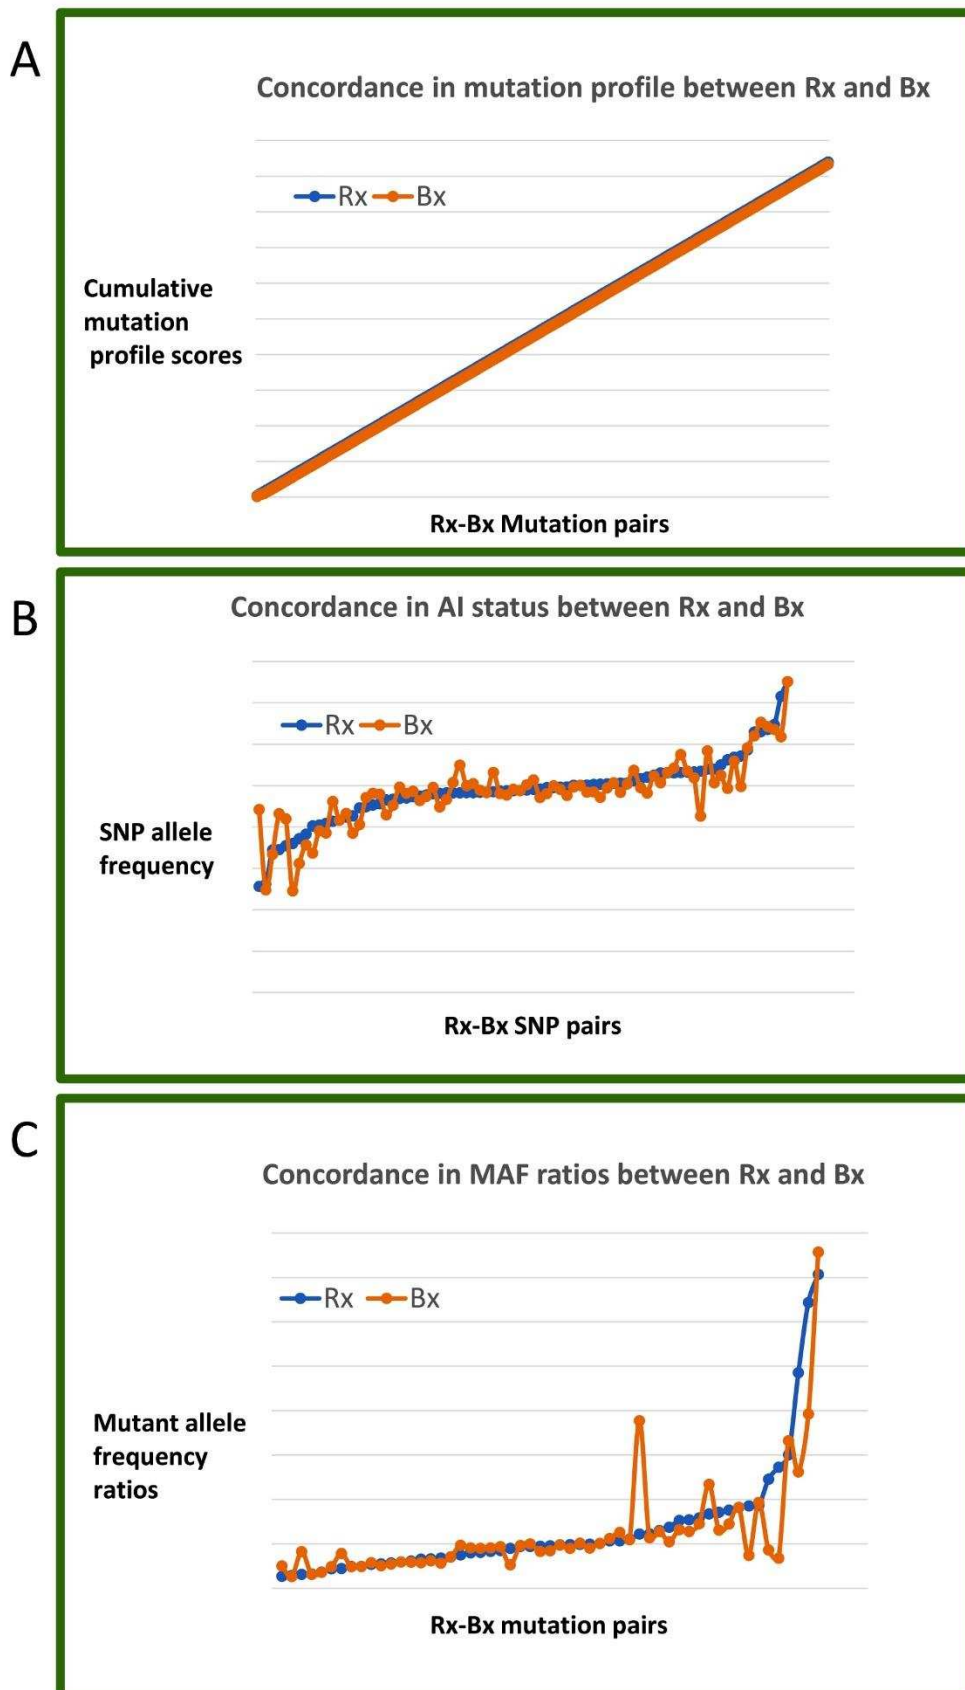 A
Concordance in mutation profile between Rx and Bx
Rx Bx
Cumulative
mutation
profile scores
Rx-Bx Mutation pairs
B
Concordance in AI status between Rx and Bx
Rx Bx
SNP allele
frequency
Rx-Bx SNP pairs
C
Concordance in MAF ratios between Rx and Bx
Rx Bx
Mutant allele
frequency
ratios
Rx-Bx mutation pairs